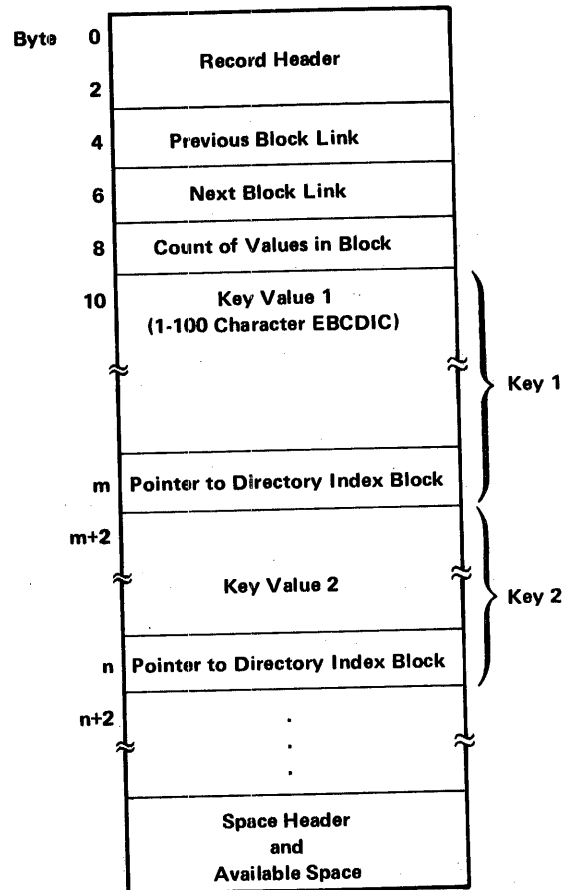 Byte 0
Record Header
2
4 Previous Block Link
6 Next Block Link
8 Count of Values in Block
10 Key Value 1
(1-100 Character EBCDIC)
Key 1
m Pointer to Directory Index Block
m+2
Key Value 2
Key 2
n Pointer to Directory Index Block
n+2
.
.
.
Space Header
and
Available Space